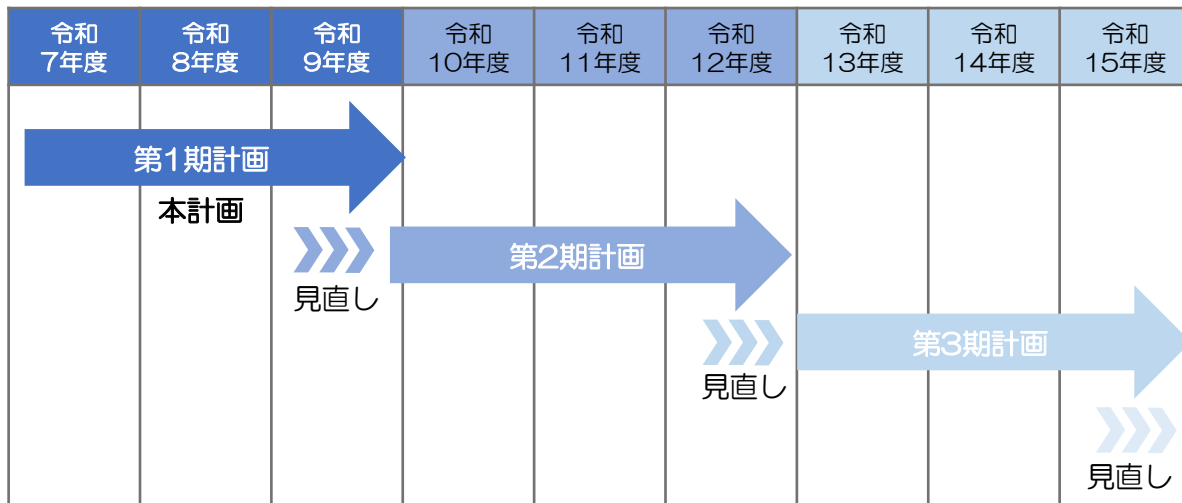 令和
7年度
令和
8年度
令和
9年度
令和
10年度
令和
11年度
令和
12年度
令和
13年度
令和
14年度
令和
15年度
第1期計画
本計画
見直し
第2期計画
見直し
第3期計画
見直し